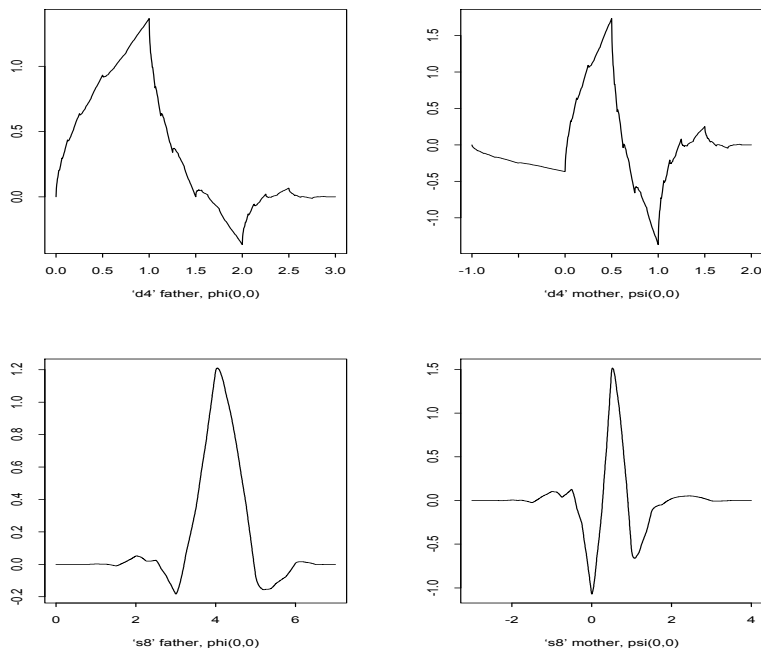 0.0 0.5 1.0
0.0 0.5 1.0 1.5 2.0 2.5 3.0
‘d4’ father, phi(0,0)
-1.0 -0.5 0.0 0.5 1.0 1.5
-1.0 0.0 0.5 1.0 1.5 2.0
‘d4’ mother, psi(0,0)
-0.2 0.0 0.2 0.4 0.6 0.8 1.0 1.2
0 2 4 6
‘s8’ father, phi(0,0)
-1.0 -0.5 0.0 0.5 1.0 1.5
-2 0 2 4
‘s8’ mother, psi(0,0)